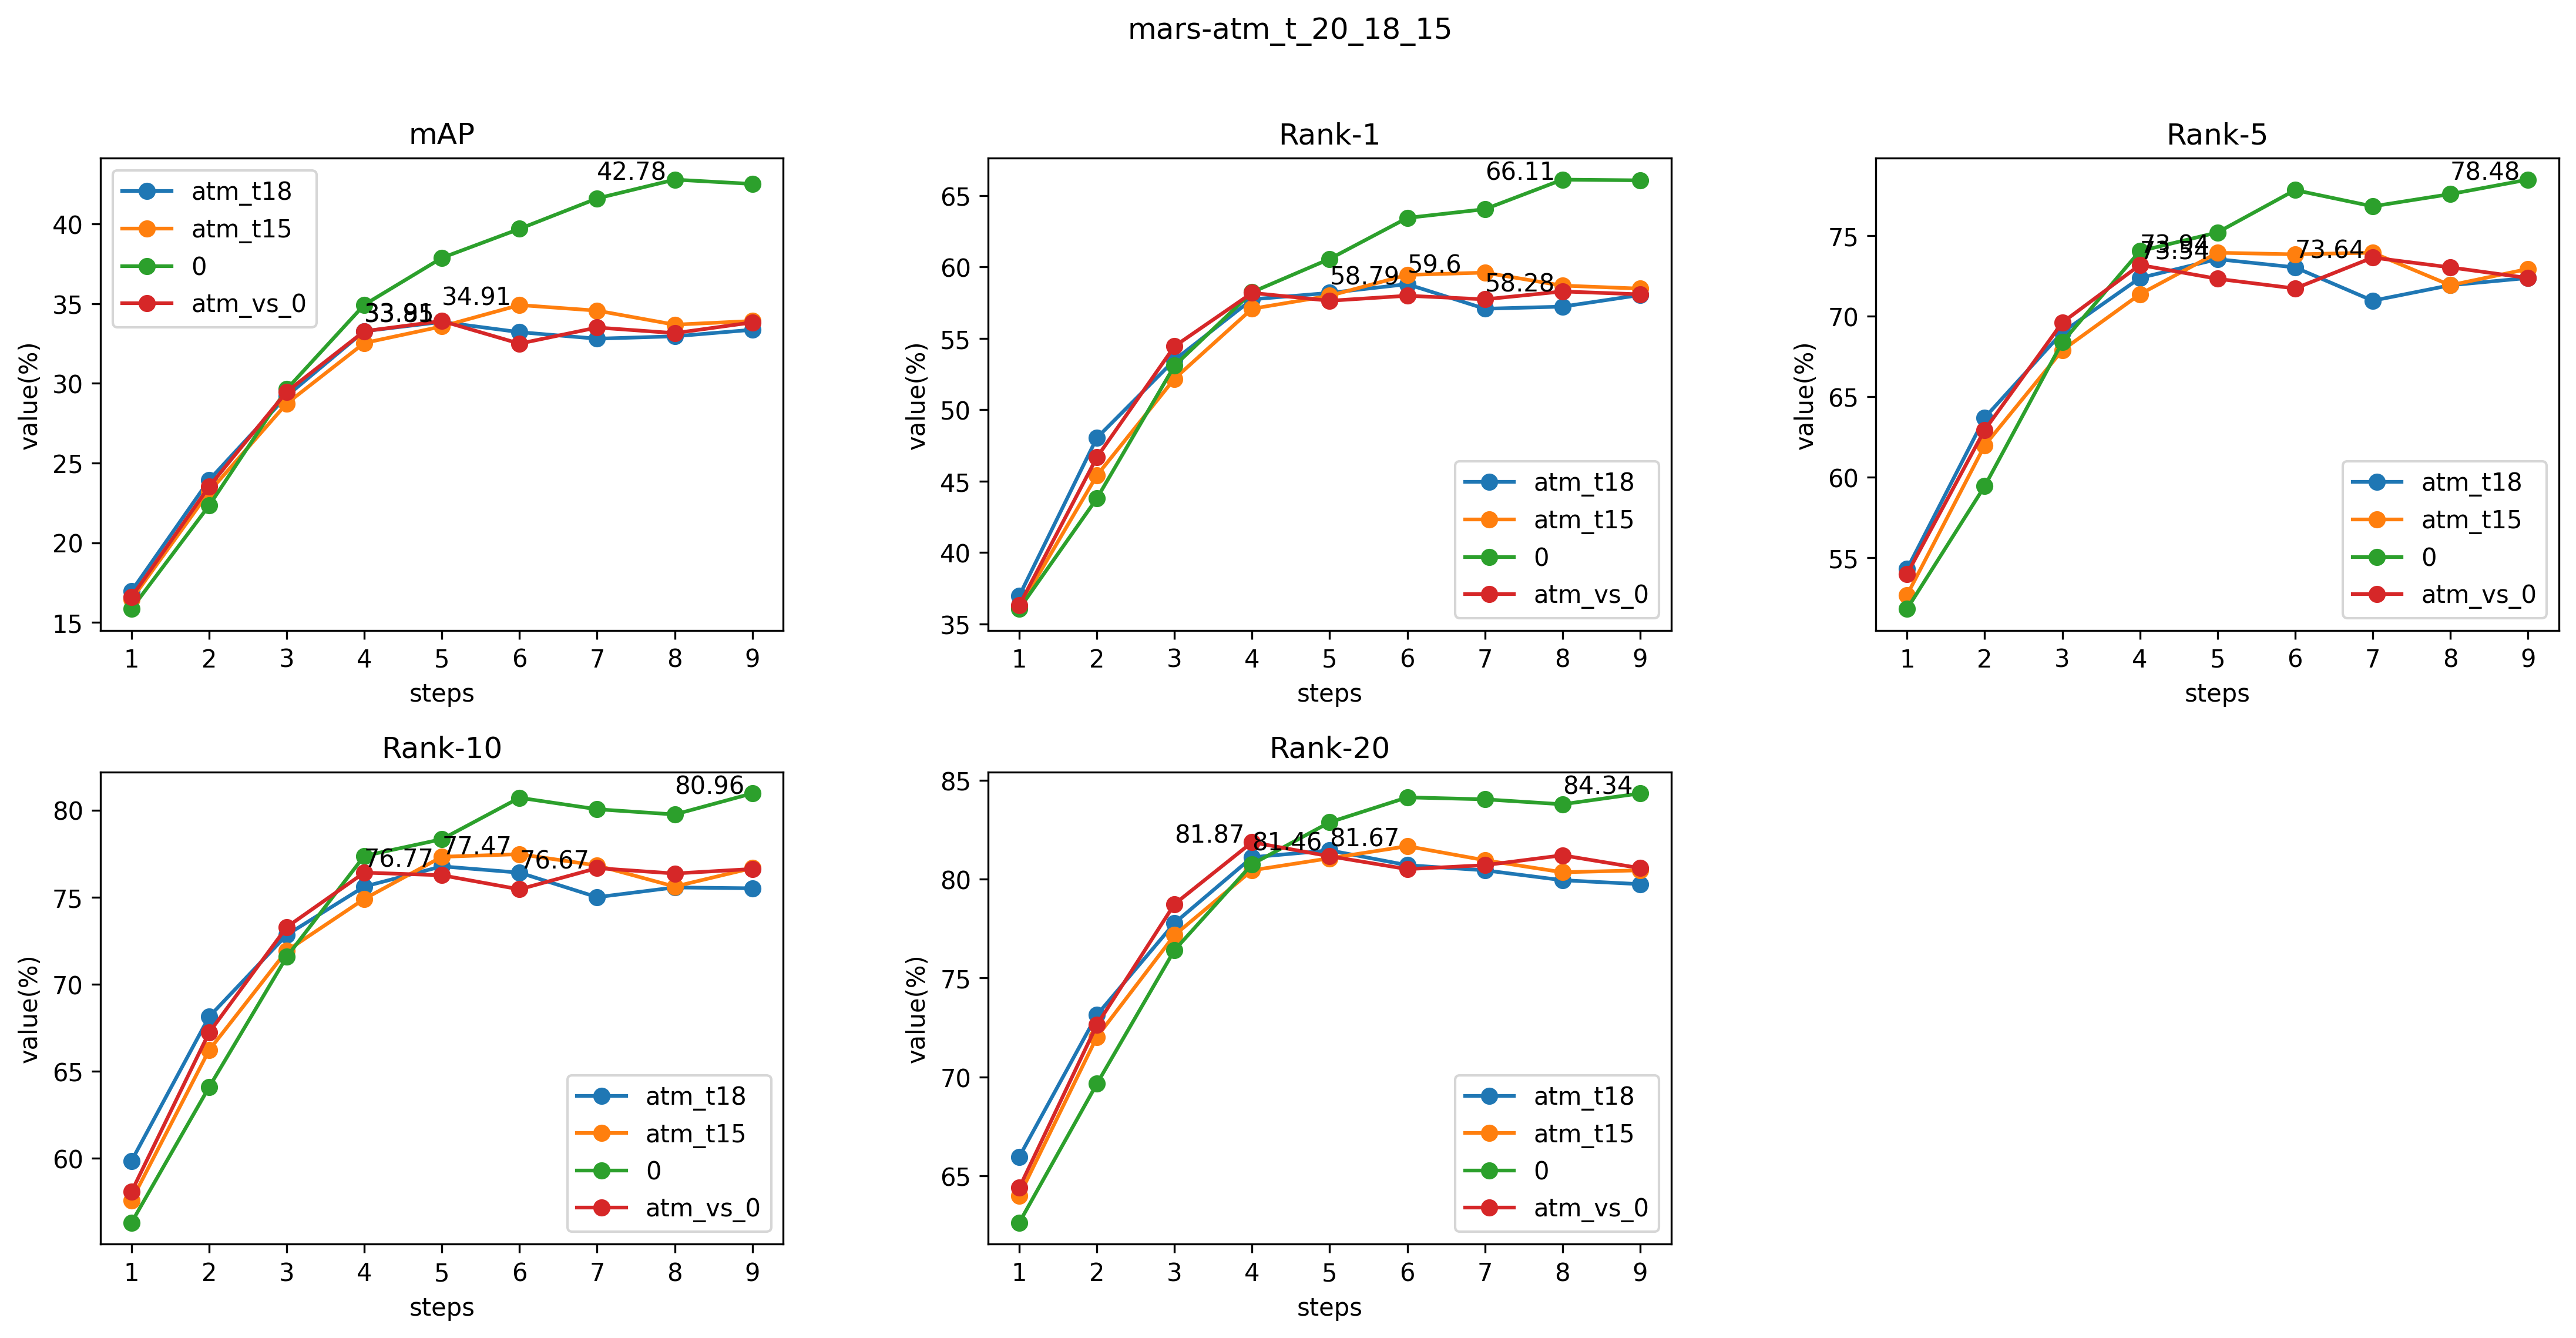 mars-atm_t_20_18_15
mAP
42.78
34.91
33.91
atm_t18
atm_t15
0
atm_vs_0
40
35
30
25
20
15
value(%)
1 2 3 4 5 6 7 8 9
steps
Rank-1
66.11
59.6
58.79
58.28
65
60
55
50
45
40
35
value(%)
atm_t18
atm_t15
0
atm_vs_0
1 2 3 4 5 6 7 8 9
steps
Rank-5
78.48
73.94
73.54
73.64
75
70
65
60
55
value(%)
atm_t18
atm_t15
0
atm_vs_0
1 2 3 4 5 6 7 8 9
steps
Rank-10
80.96
77.47
76.77
76.67
80
75
70
65
60
value(%)
atm_t18
atm_t15
0
atm_vs_0
1 2 3 4 5 6 7 8 9
steps
Rank-20
84.34
81.87
81.46
81.67
85
80
75
70
65
value(%)
atm_t18
atm_t15
0
atm_vs_0
1 2 3 4 5 6 7 8 9
steps